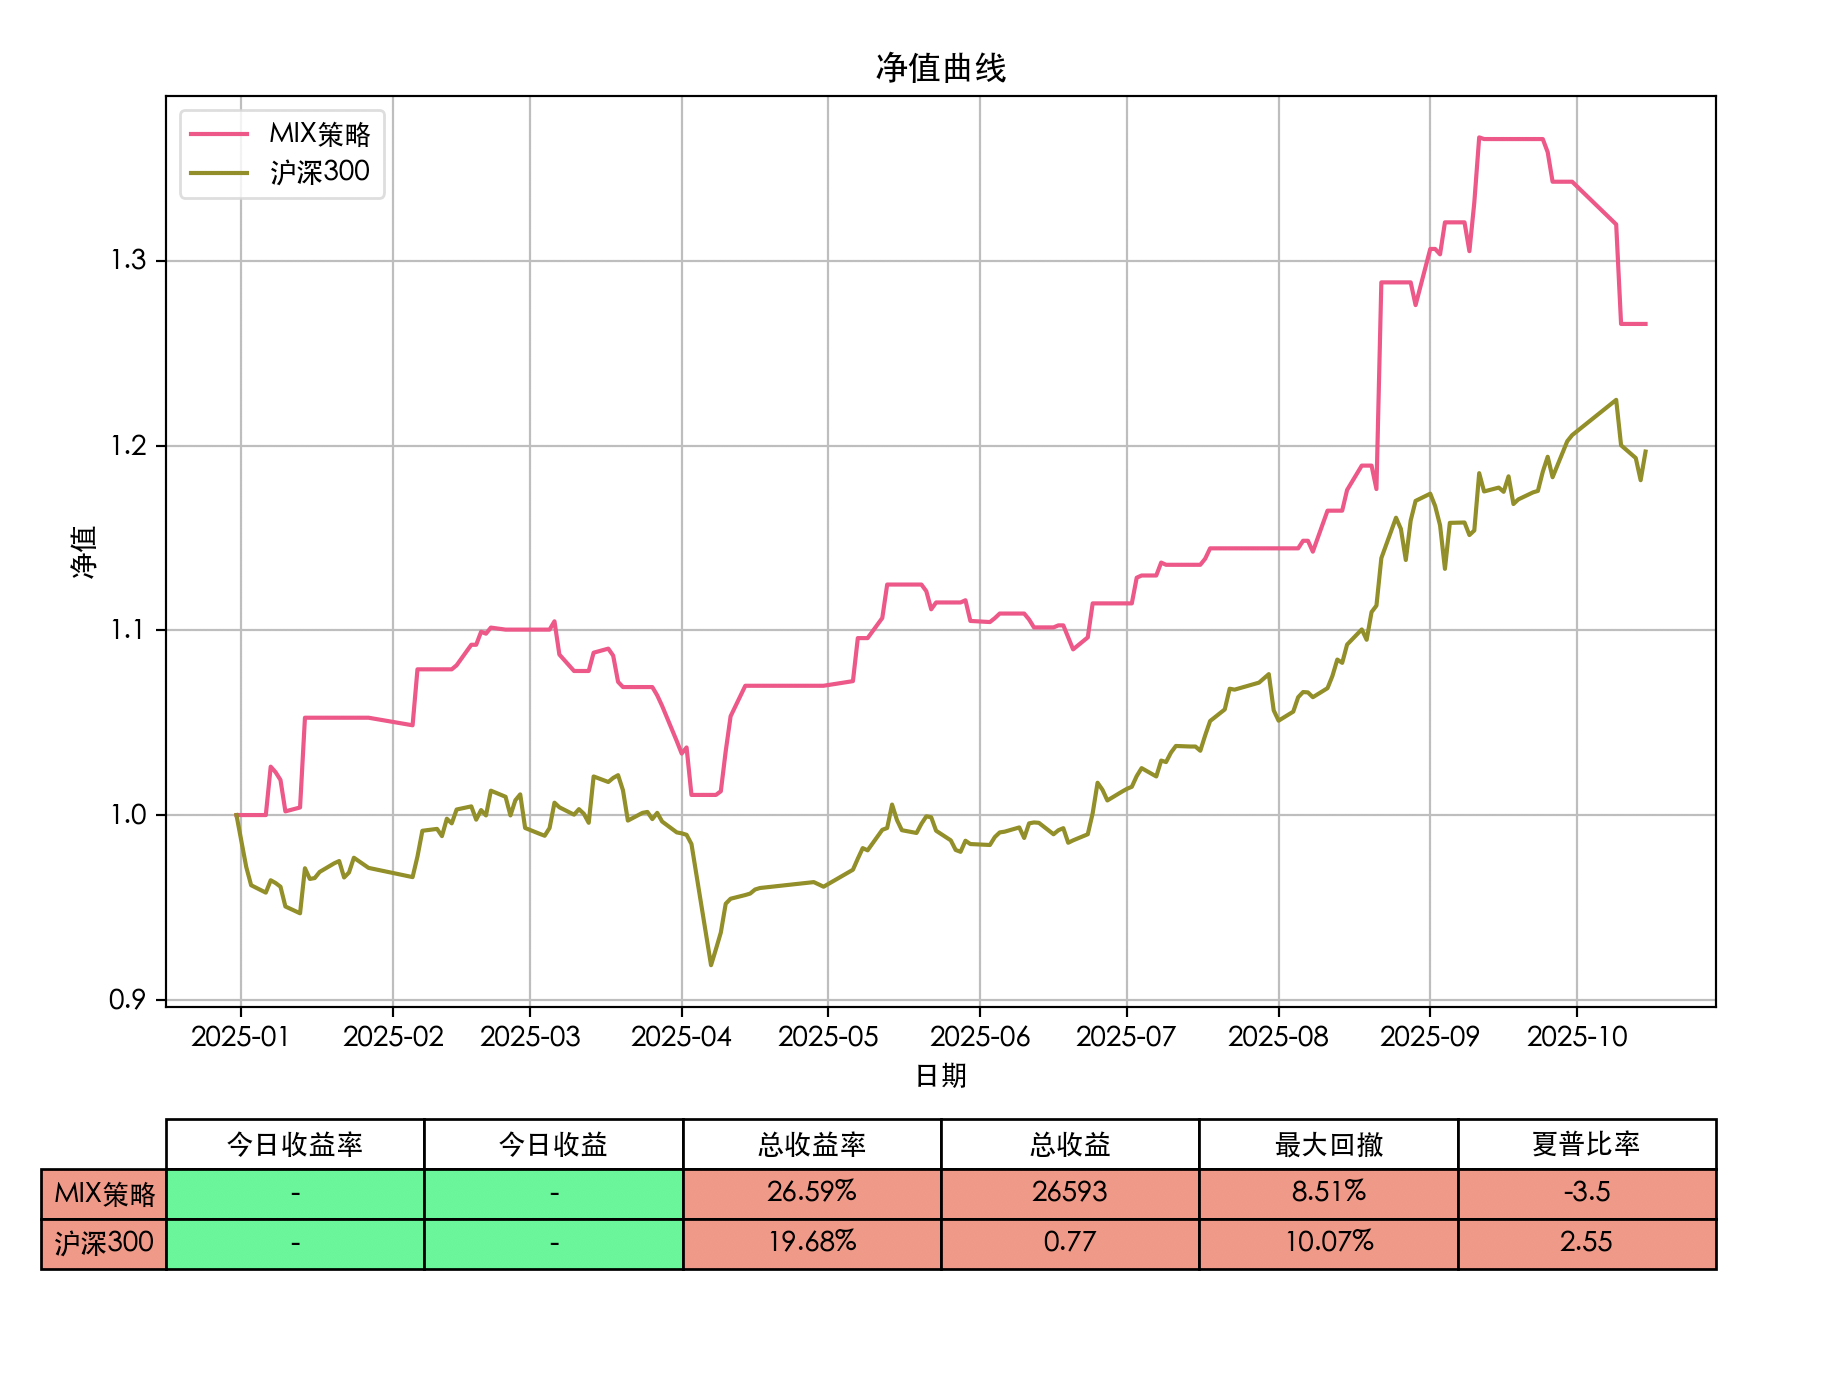 净值曲线
MIX策略
沪深300
净值
1.3
1.2
1.1
1.0
0.9
2025-01 2025-02 2025-03 2025-04 2025-05 2025-06 2025-07 2025-08 2025-09 2025-10
日期
今日收益率 今日收益 总收益率 总收益 最大回撤 夏普比率
MIX策略 - - 26.59% 26593 8.51% -3.5
沪深300 - - 19.68% 0.77 10.07% 2.55